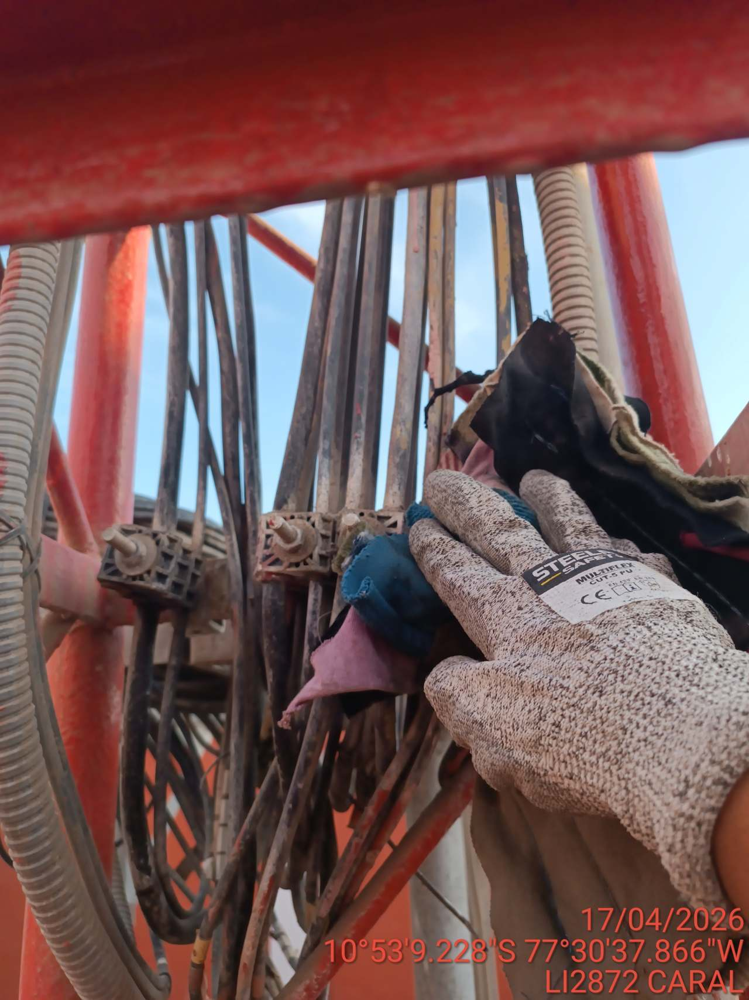 STEELPRO
SAFETY
MULTIFLEX
CUT-5 PU
CE
17/04/2026
10°53'9.228"S 77°30'37.866"W
LI2872 CARAL